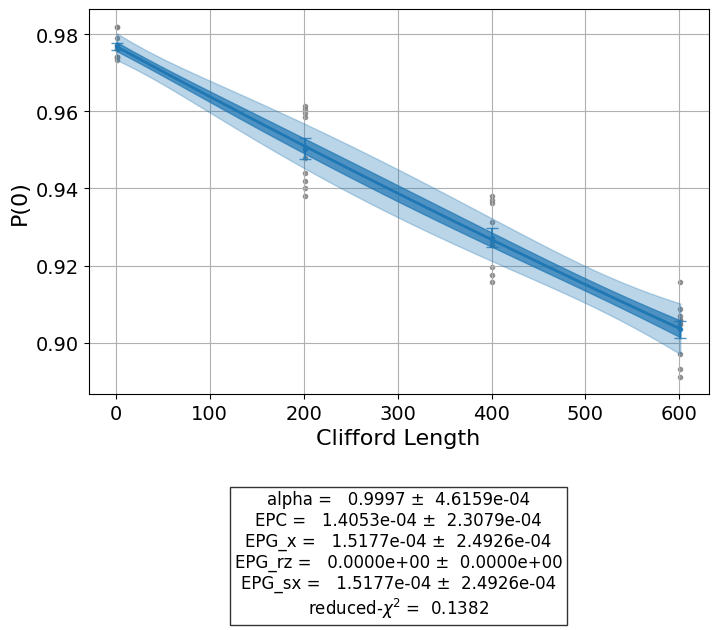 0.98
0.96
0.94
0.92
0.90
P(0)
0 100 200 300 400 500 600
Clifford Length
alpha = 0.9997 ± 4.6159e-04
EPC = 1.4053e-04 ± 2.3079e-04
EPG_x = 1.5177e-04 ± 2.4926e-04
EPG_rz = 0.0000e+00 ± 0.0000e+00
EPG_sx = 1.5177e-04 ± 2.4926e-04
reduced-χ² = 0.1382